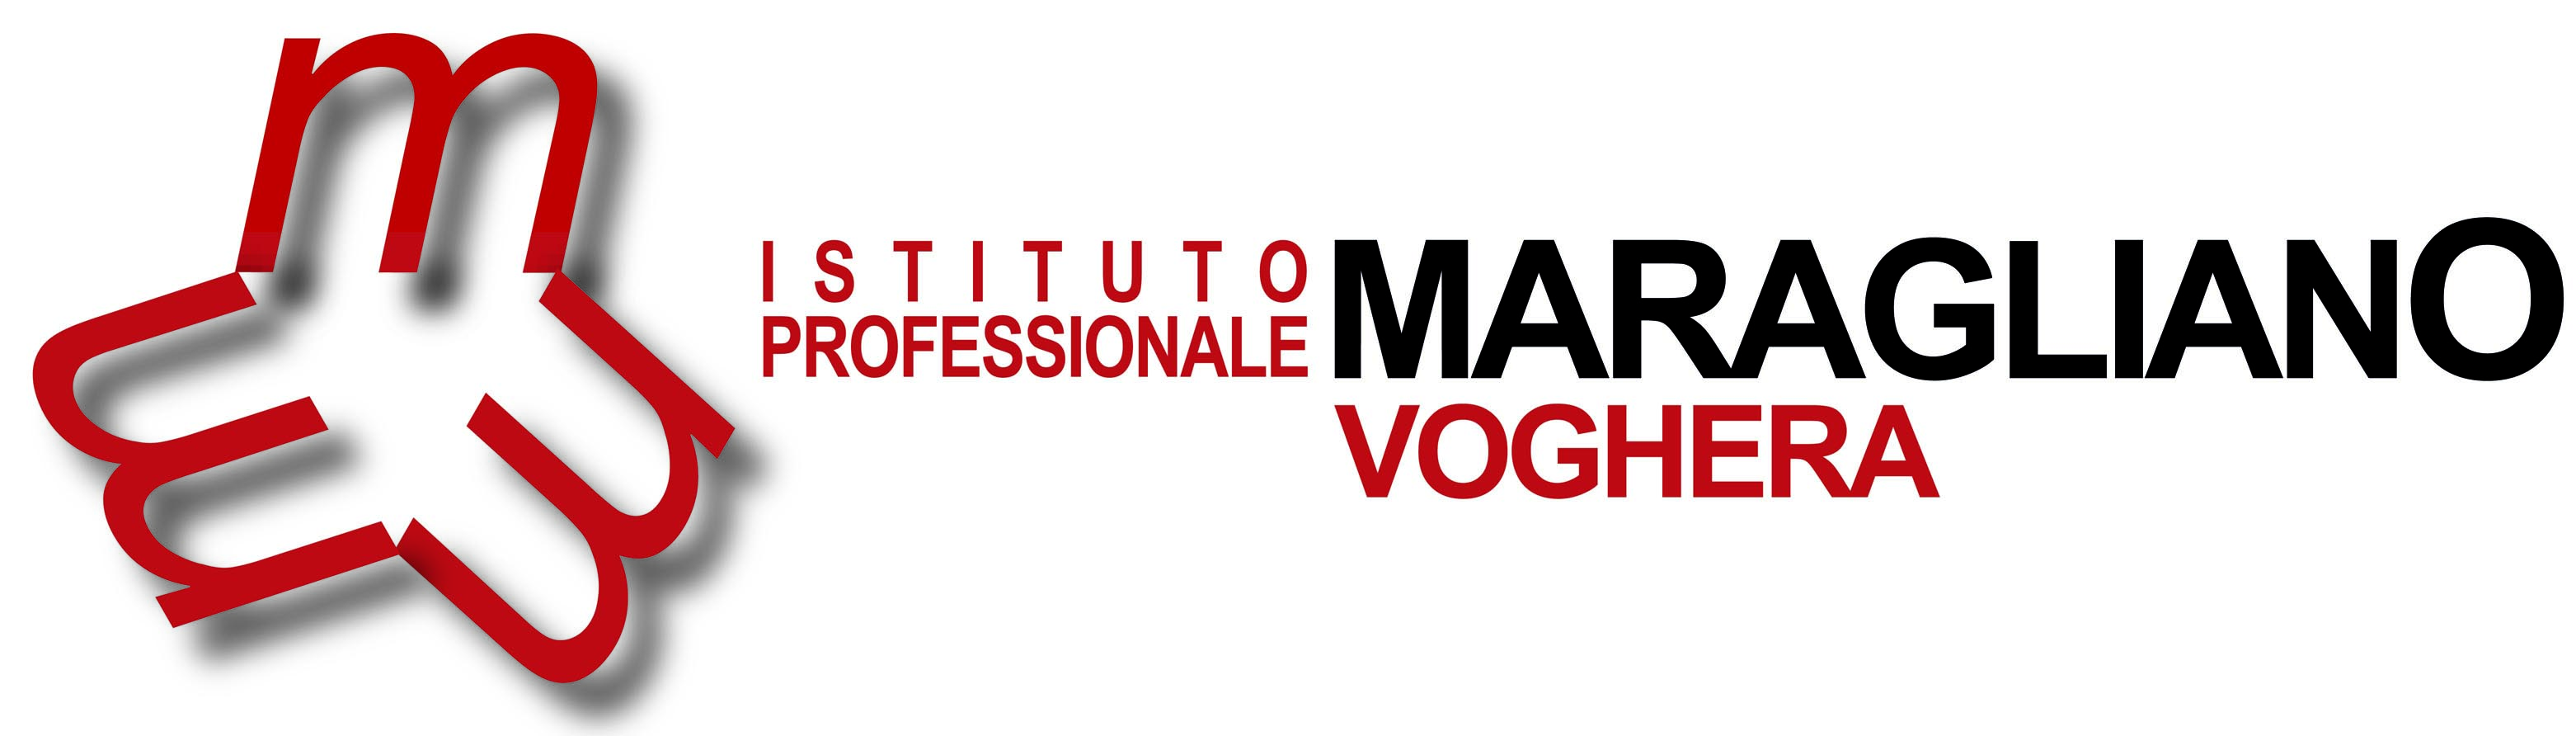 m
ISTITUTO
PROFESSIONALE
MARAGLIANO
VOGHERA